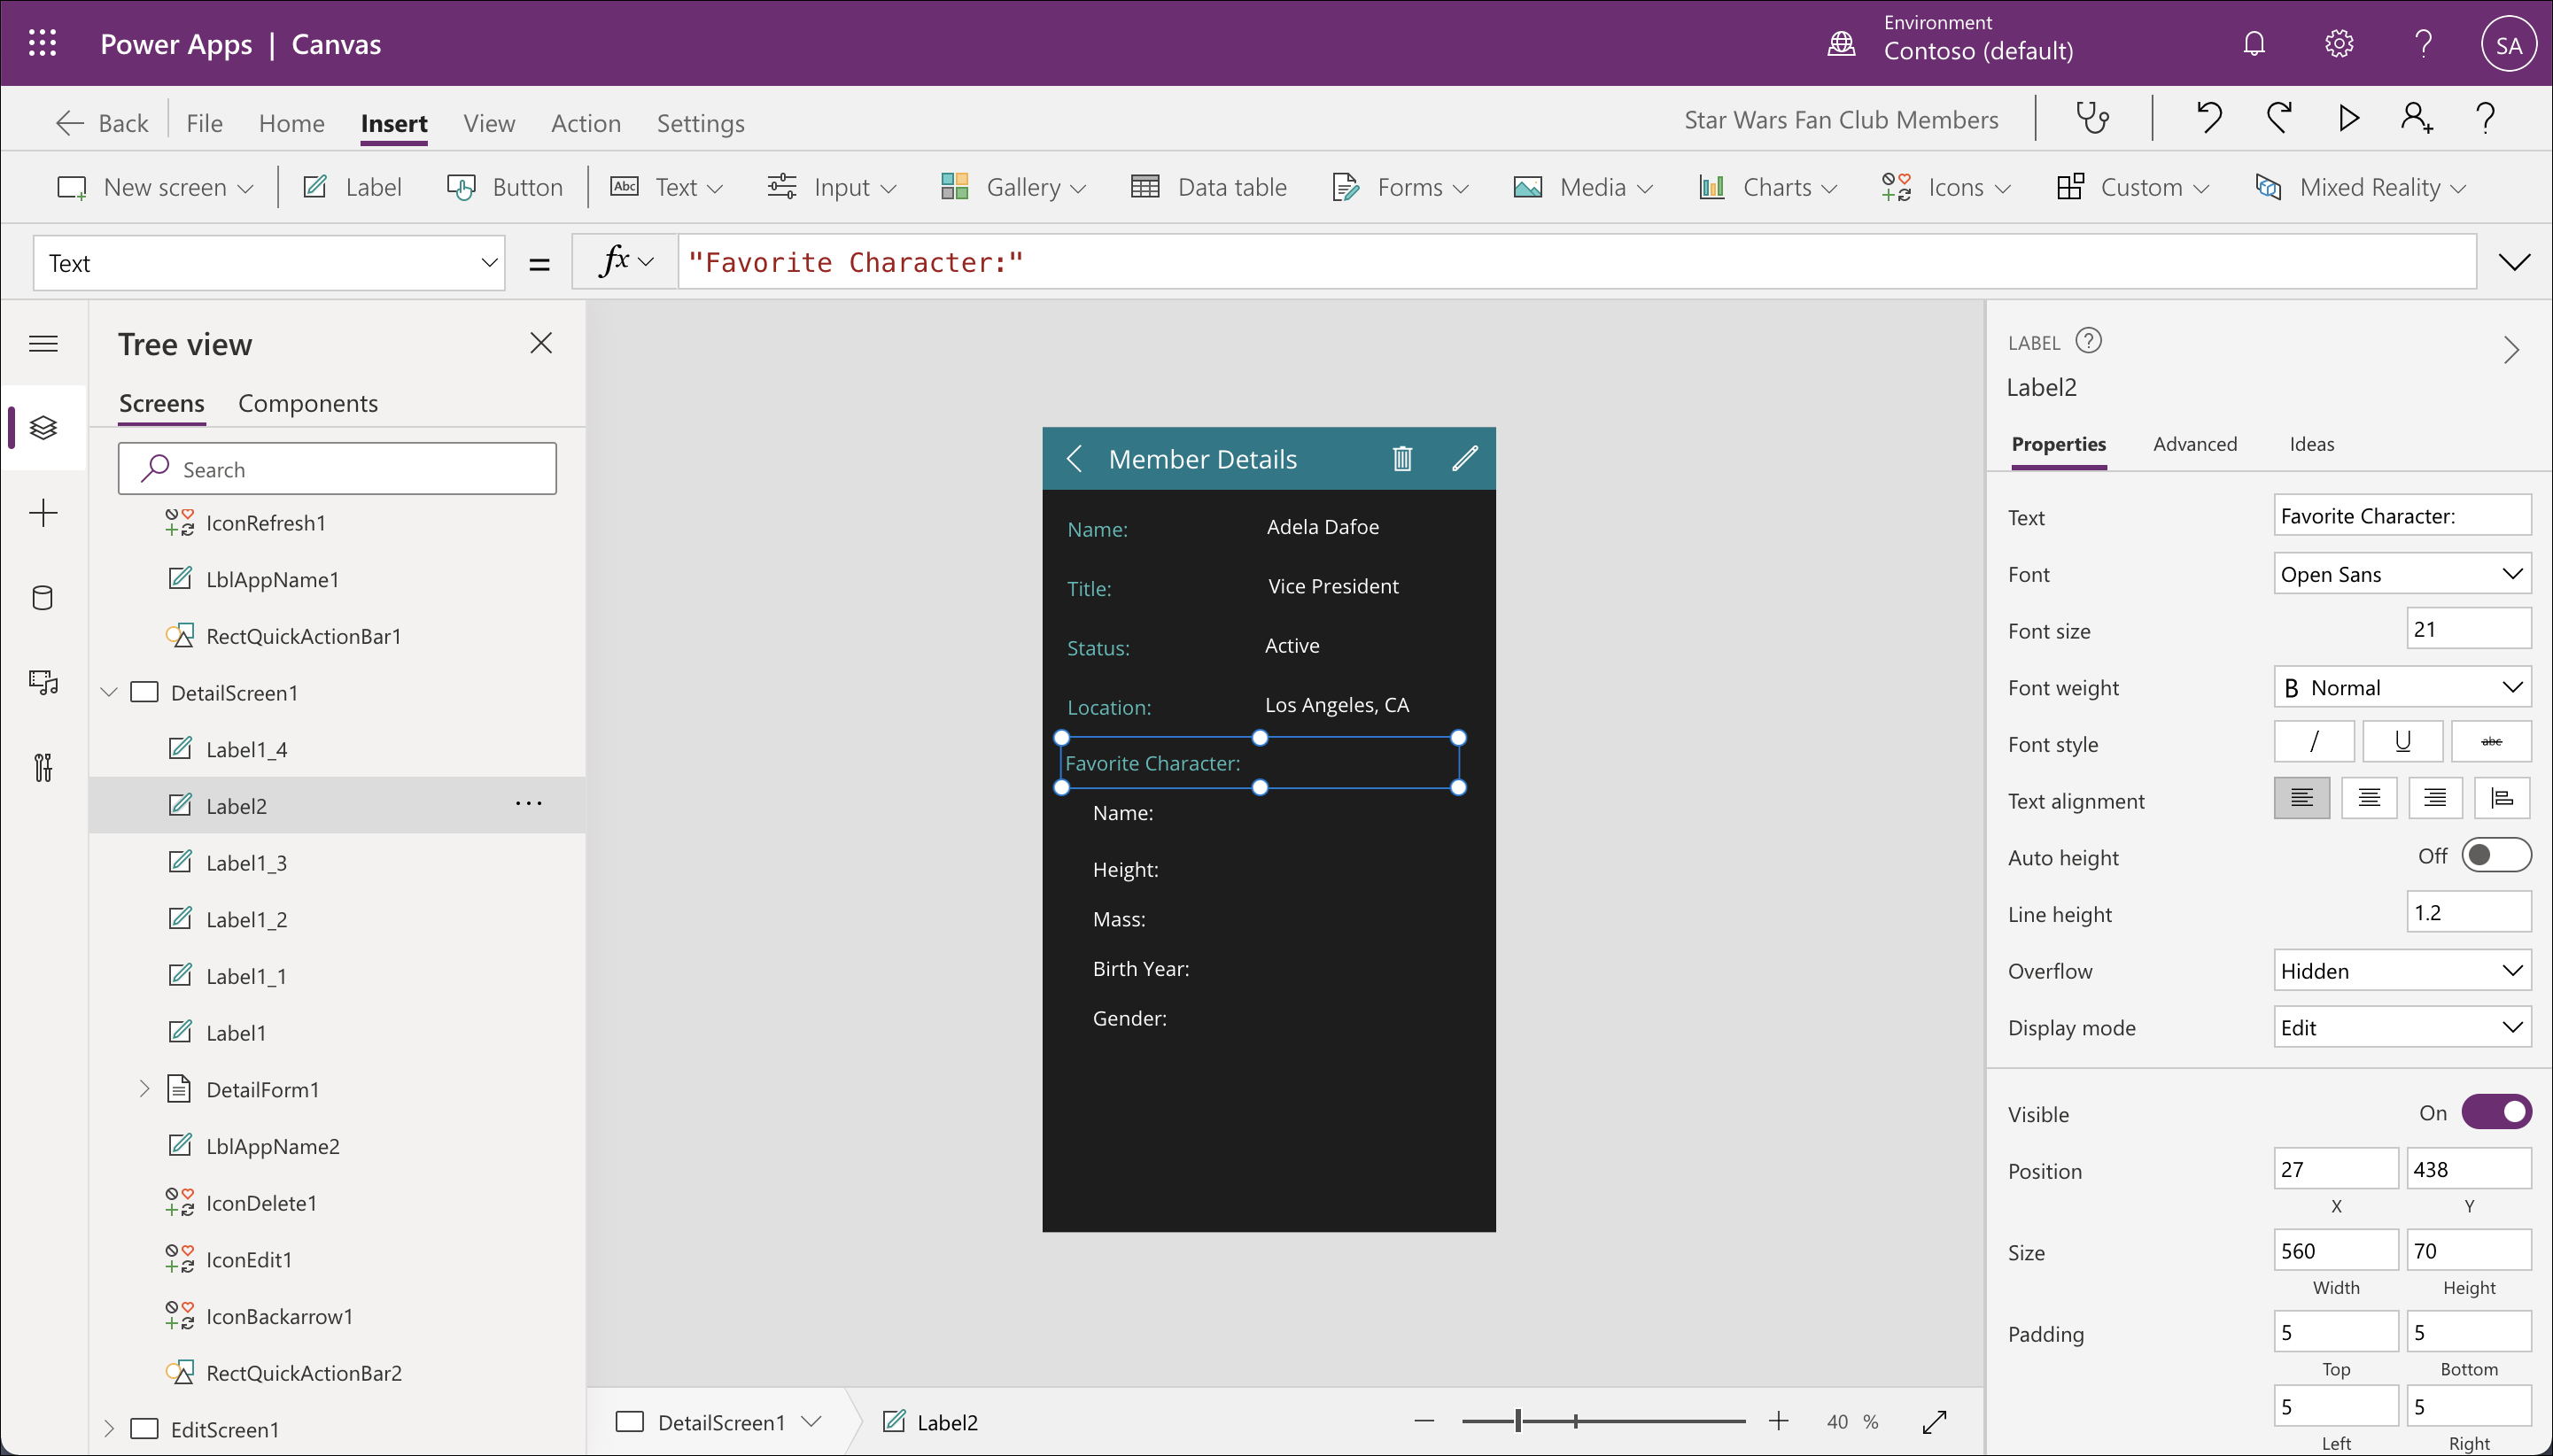 Power Apps | Canvas
Environment
Contoso (default)
SA
Back
File
Home
Insert
View
Action
Settings
Star Wars Fan Club Members
New screen
Label
Button
Abc
Text
Input
Gallery
Data table
Forms
Media
Charts
Icons
Custom
Mixed Reality
Text
=
fx
"Favorite Character:"
Tree view
Screens
Components
Search
IconRefresh1
LblAppName1
RectQuickActionBar1
DetailScreen1
Label1_4
Label2
Label1_3
Label1_2
Label1_1
Label1
DetailForm1
LblAppName2
IconDelete1
IconEdit1
IconBackarrow1
RectQuickActionBar2
EditScreen1
Member Details
Name: Adela Dafoe
Title: Vice President
Status: Active
Location: Los Angeles, CA
Favorite Character:
Name:
Height:
Mass:
Birth Year:
Gender:
DetailScreen1
Label2
40 %
LABEL
Label2
Properties
Advanced
Ideas
Text Favorite Character:
Font Open Sans
Font size 21
Font weight B Normal
Font style / U abc
Text alignment
Auto height Off
Line height 1.2
Overflow Hidden
Display mode Edit
Visible On
Position 27 438
X Y
Size 560 70
Width Height
Padding 5 5
Top Bottom
5 5
Left Right